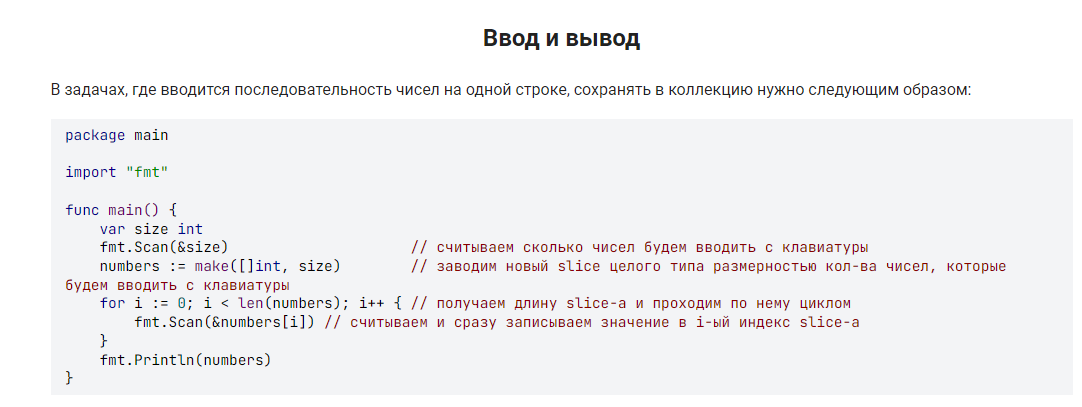 Ввод и вывод
В задачах, где вводится последовательность чисел на одной строке, сохранять в коллекцию нужно следующим образом:
package main
import "fmt"
func main() {
    var size int
    fmt.Scan(&size)                     // считываем сколько чисел будем вводить с клавиатуры
    numbers := make([]int, size)        // заводим новый slice целого типа размерностью кол-ва чисел, которые
будем вводить с клавиатуры
    for i := 0; i < len(numbers); i++ { // получаем длину slice-а и проходим по нему циклом
        fmt.Scan(&numbers[i]) // считываем и сразу записываем значение в i-ый индекс slice-а
    }
    fmt.Println(numbers)
}